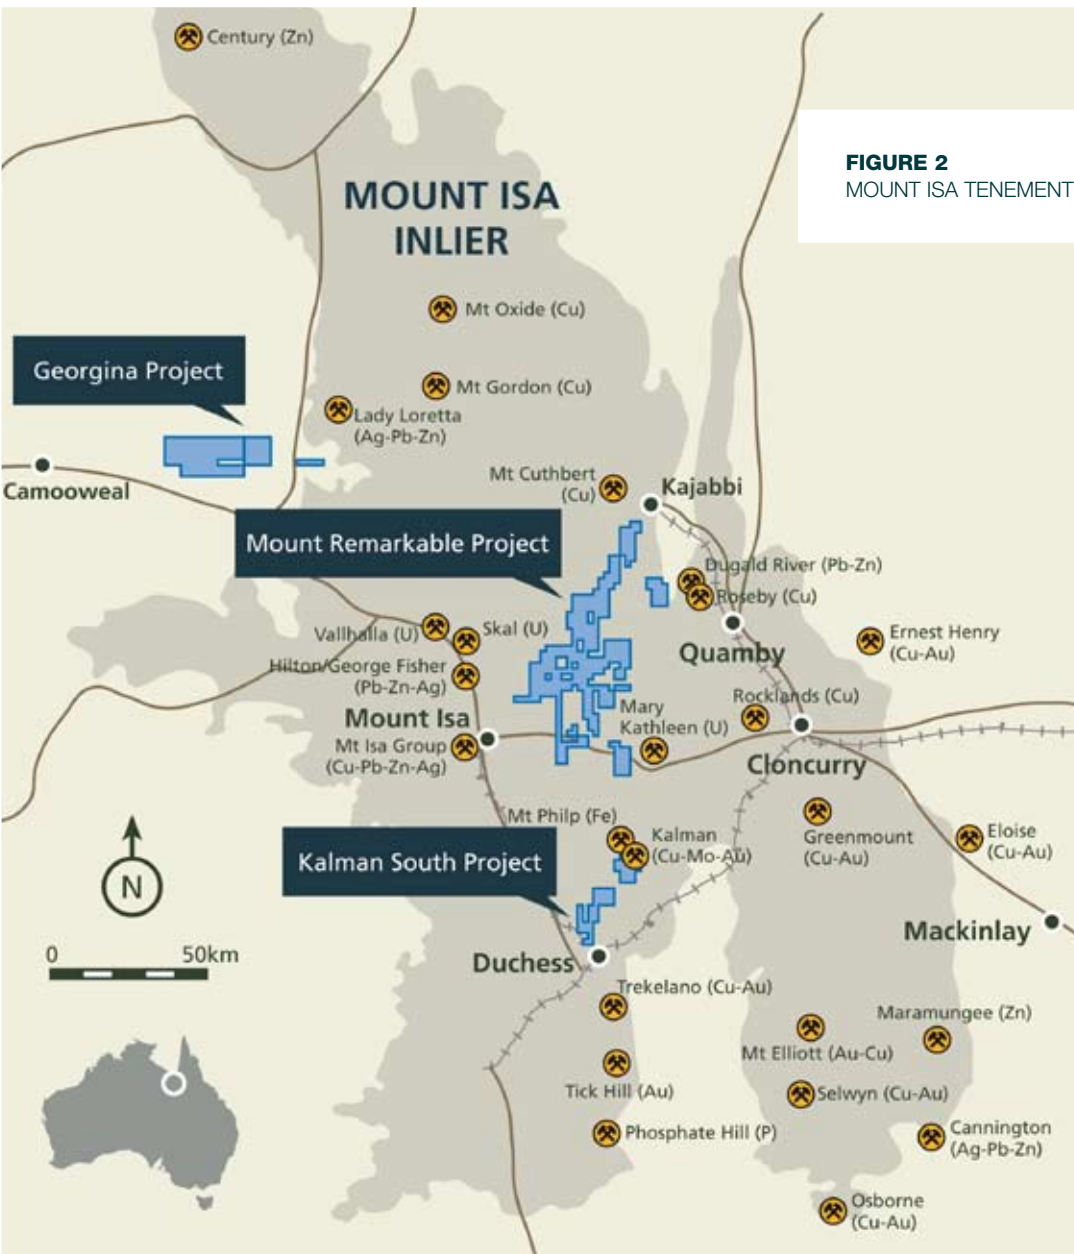 Century (Zn)
FIGURE 2
MOUNT ISA TENEMENT
MOUNT ISA
INLIER
Mt Oxide (Cu)
Georgina Project
Mt Gordon (Cu)
Lady Loretta
(Ag-Pb-Zn)
Camooweal
Mt Cuthbert
(Cu)
Kajabbi
Mount Remarkable Project
Dugald River (Pb-Zn)
Roseby (Cu)
Vallhalla (U)
Skal (U)
Ernest Henry
(Cu-Au)
Quamby
Hilton/George Fisher
(Pb-Zn-Ag)
Rocklands (Cu)
Mary
Kathleen (U)
Mount Isa
Mt Isa Group
(Cu-Pb-Zn-Ag)
Cloncurry
Mt Philp (Fe)
Kalman
(Cu-Mo-Au)
Greenmount
(Cu-Au)
Eloise
(Cu-Au)
Kalman South Project
N
Mackinlay
0 50km
Duchess
Trekelano (Cu-Au)
Maramungee (Zn)
Mt Elliott (Au-Cu)
Tick Hill (Au)
Selwyn (Cu-Au)
Phosphate Hill (P)
Cannington
(Ag-Pb-Zn)
Osborne
(Cu-Au)